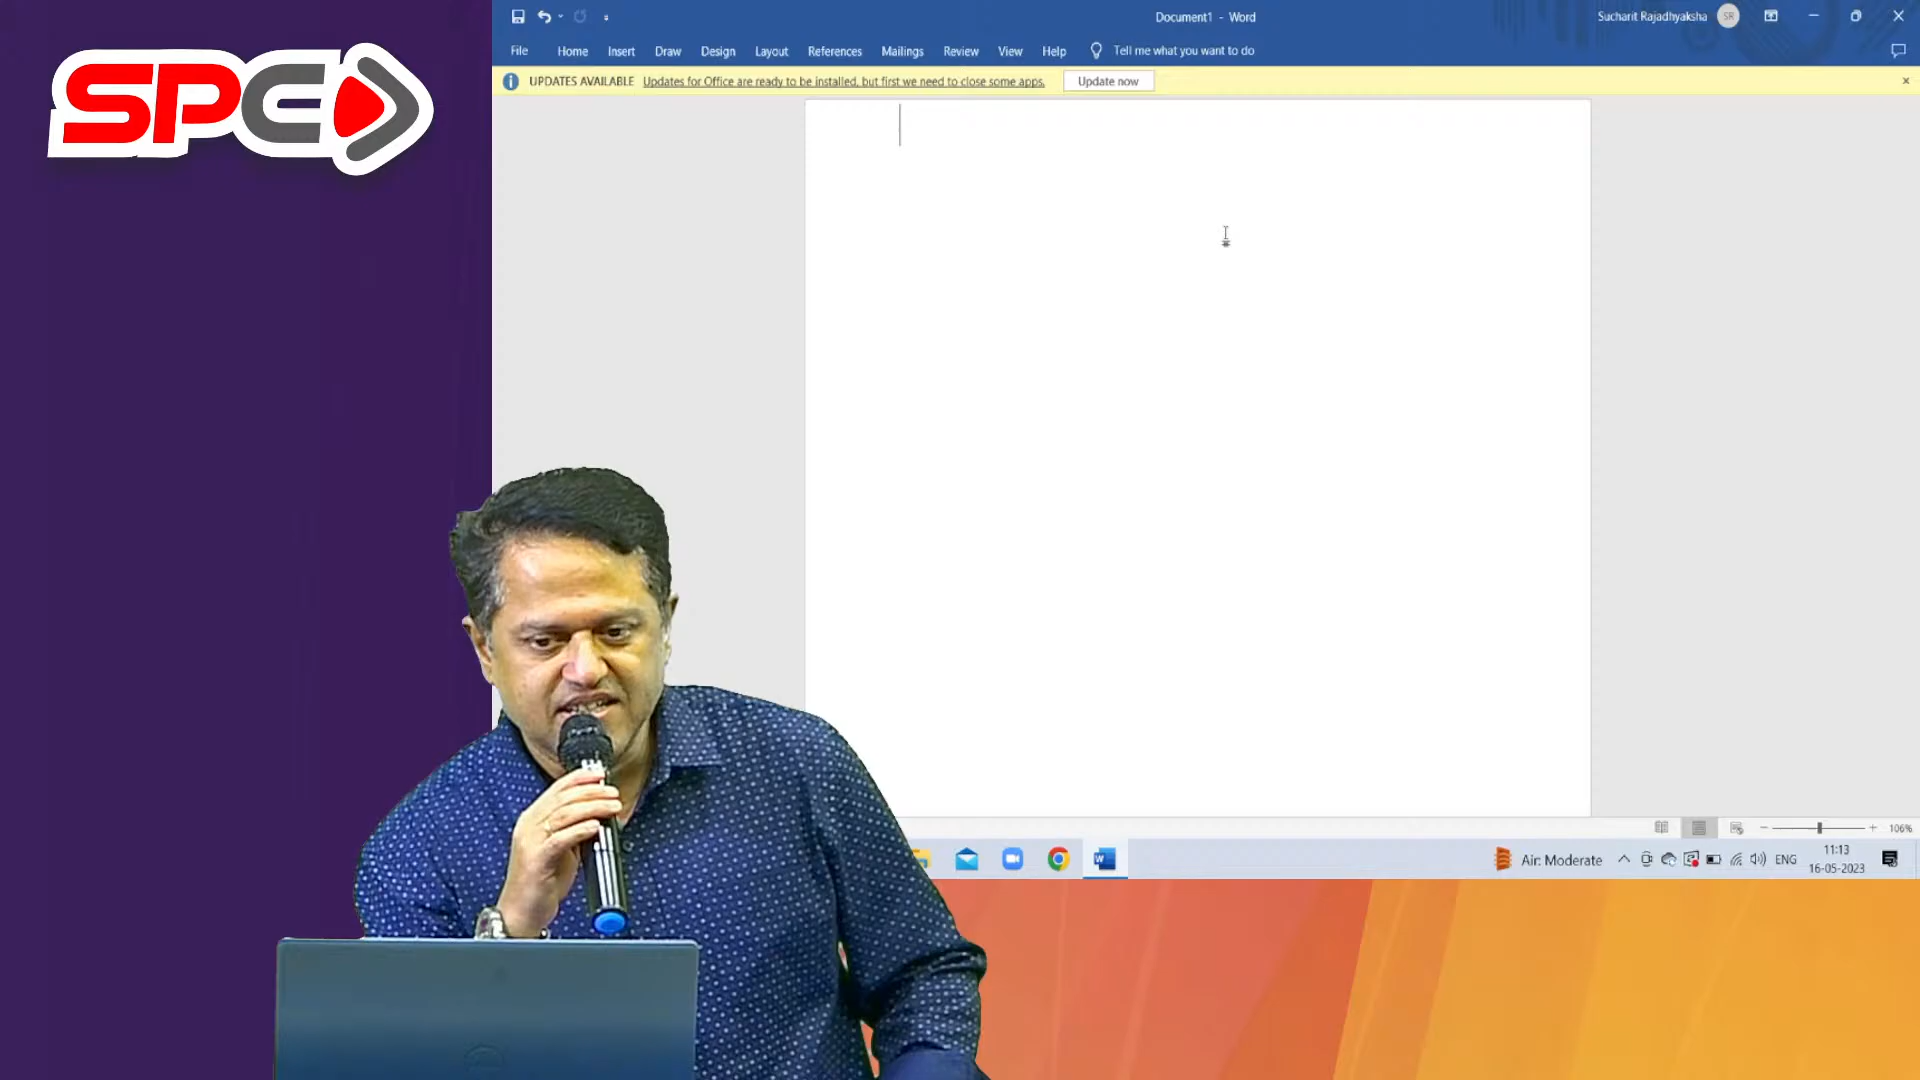 SPE
Document1 - Word
Sucharit Rajadhyaksha
SR
File Home Insert Draw Design Layout References Mailings Review View Help Tell me what you want to do
UPDATES AVAILABLE Updates for Office are ready to be installed, but first we need to close some apps. Update now
106%
Air: Moderate
ENG
11:13
16-05-2023